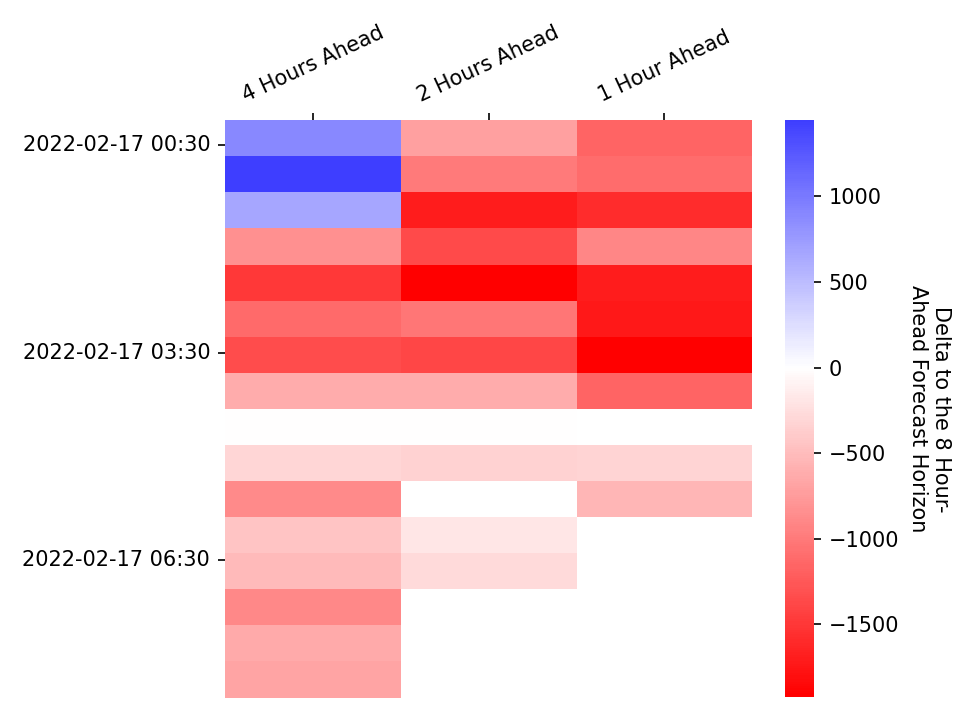 4 Hours Ahead
2 Hours Ahead
1 Hour Ahead
2022-02-17 00:30
2022-02-17 03:30
2022-02-17 06:30
1000
500
0
−500
−1000
−1500
Delta to the 8 Hour-
Ahead Forecast Horizon